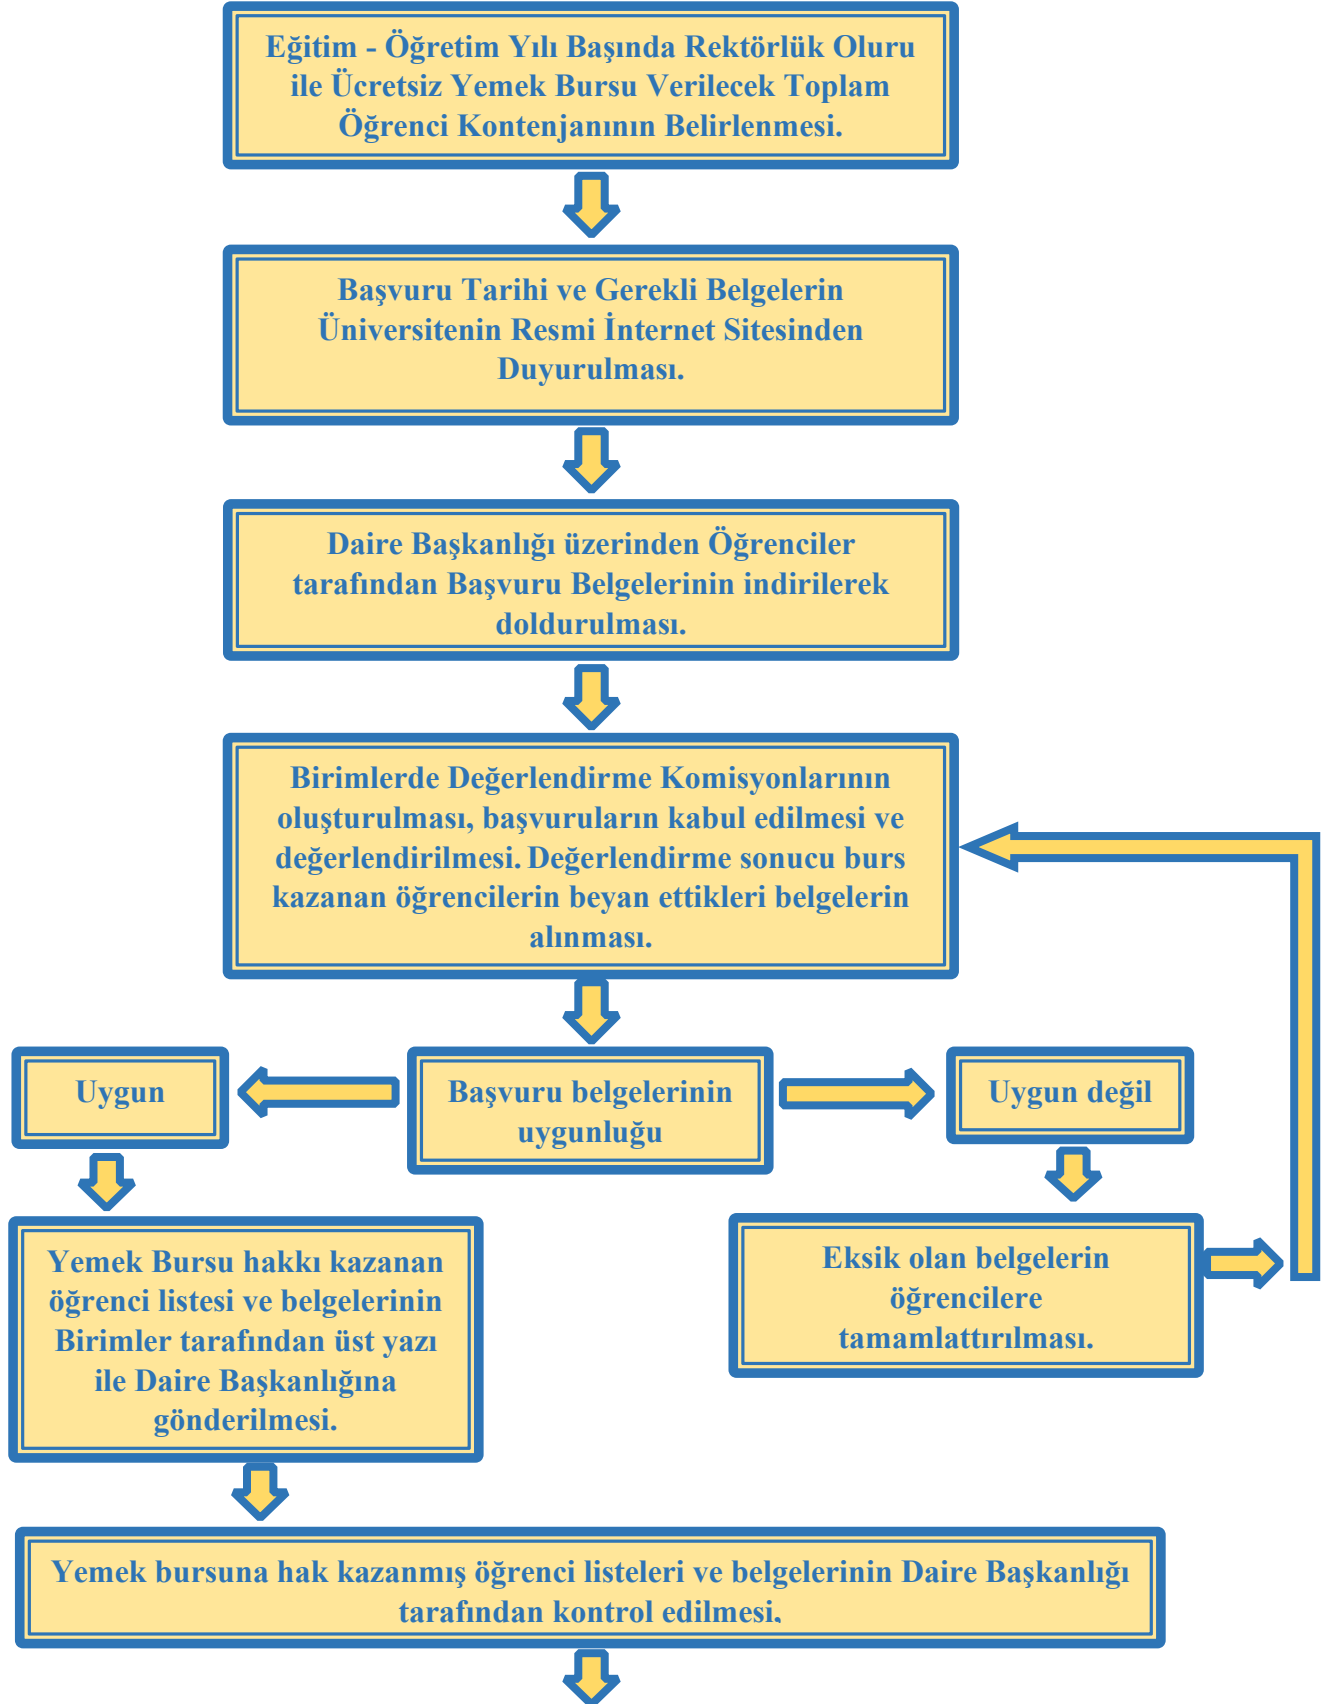 Eğitim - Öğretim Yılı Başında Rektörlük Oluru
ile Ücretsiz Yemek Bursu Verilecek Toplam
Öğrenci Kontenjanının Belirlenmesi.
Başvuru Tarihi ve Gerekli Belgelerin
Üniversitenin Resmi İnternet Sitesinden
Duyurulması.
Daire Başkanlığı üzerinden Öğrenciler
tarafından Başvuru Belgelerinin indirilerek
doldurulması.
Birimlerde Değerlendirme Komisyonlarının
oluşturulması, başvuruların kabul edilmesi ve
değerlendirilmesi. Değerlendirme sonucu burs
kazanan öğrencilerin beyan ettikleri belgelerin
alınması.
Uygun
Başvuru belgelerinin
uygunluğu
Uygun değil
Yemek Bursu hakkı kazanan
öğrenci listesi ve belgelerinin
Birimler tarafından üst yazı
ile Daire Başkanlığına
gönderilmesi.
Eksik olan belgelerin
öğrencilere
tamamlattırılması.
Yemek bursuna hak kazanmış öğrenci listeleri ve belgelerinin Daire Başkanlığı
tarafından kontrol edilmesi,